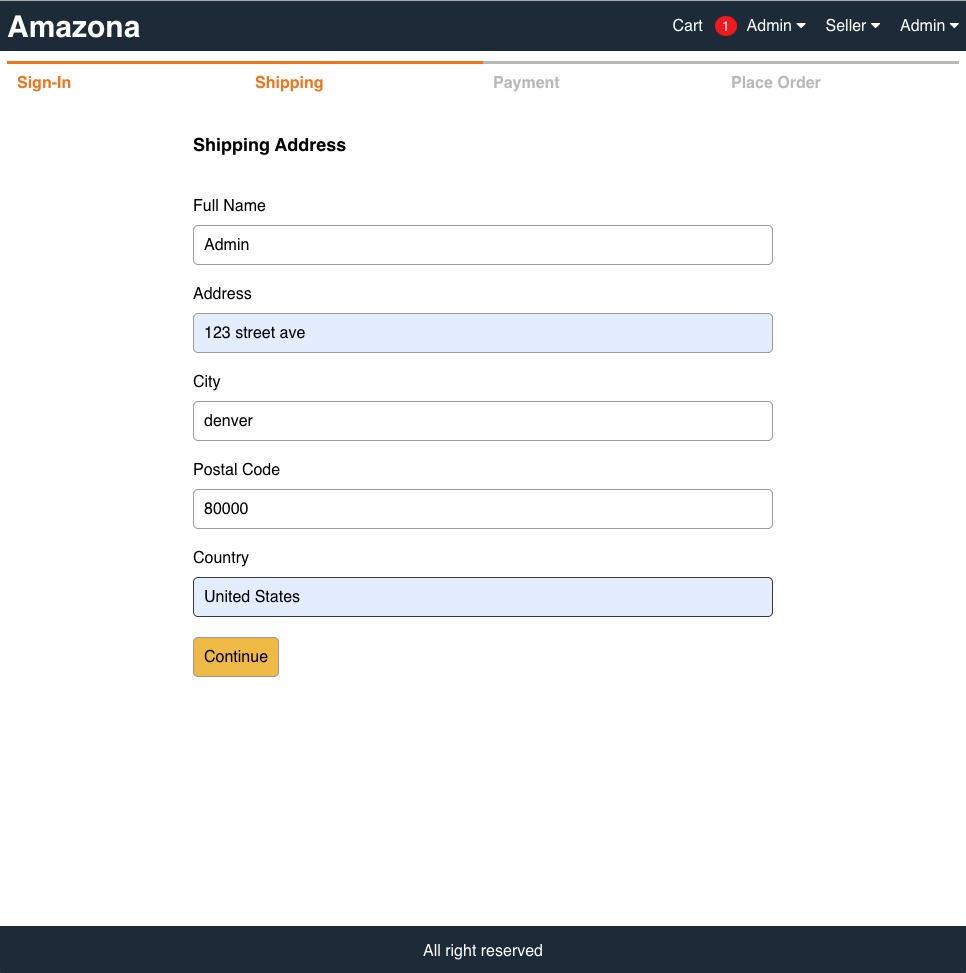 Amazona
Cart 1 Admin Seller Admin
Sign-In Shipping Payment Place Order
Shipping Address
Full Name
Admin
Address
123 street ave
City
denver
Postal Code
80000
Country
United States
Continue
All right reserved